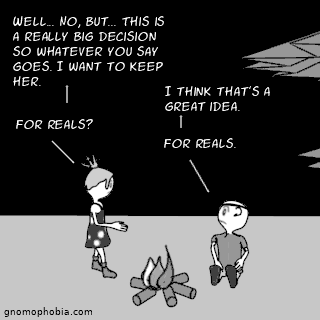 WELL... NO, BUT... THIS IS
A REALLY BIG DECISION
SO WHATEVER YOU SAY
GOES. I WANT TO KEEP
HER.
I THINK THAT'S A
GREAT IDEA.
FOR REALS?
FOR REALS.
gnomophobia.com